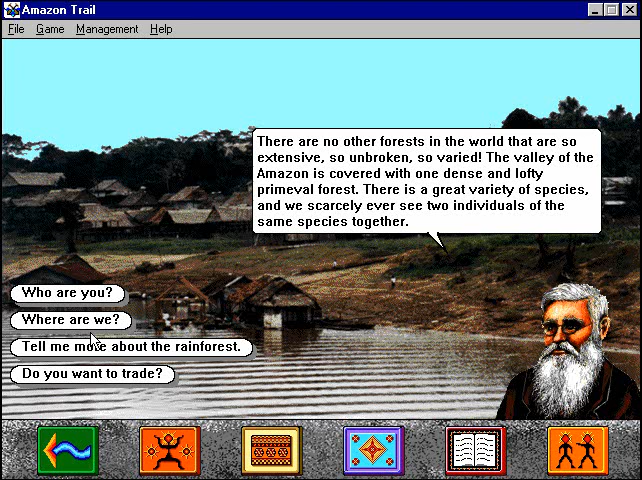 Amazon Trail
File Game Management Help
There are no other forests in the world that are so
extensive, so unbroken, so varied! The valley of the
Amazon is covered with one dense and lofty
primeval forest. There is a great variety of species,
and we scarcely ever see two individuals of the
same species together.
Who are you?
Where are we?
Tell me more about the rainforest.
Do you want to trade?